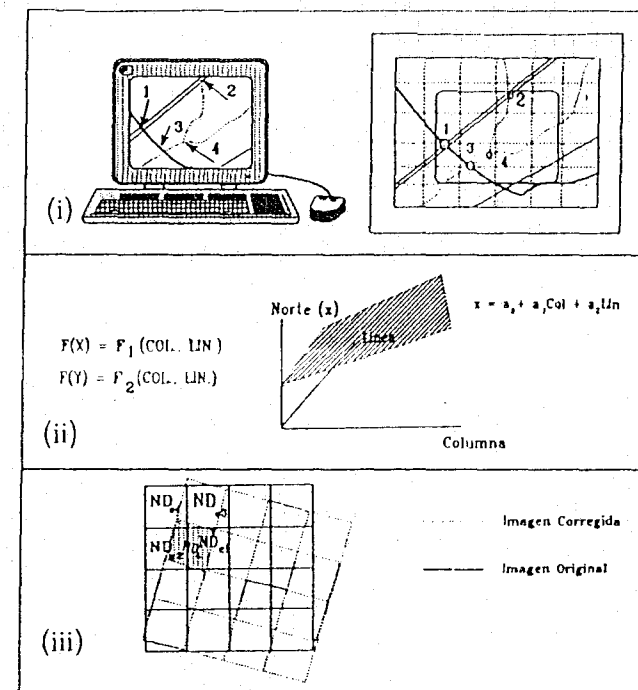 1
2
3
4
1
2
3
4
(i)
Norte (x)
x = a₀ + a₁Col + a₂Lin
Linea
F(X) = F₁ (COL., LIN.)
F(Y) = F₂ (COL., LIN.)
(ii)
Columna
ND
ND
ND
ND
Imagen Corregida
Imagen Original
(iii)